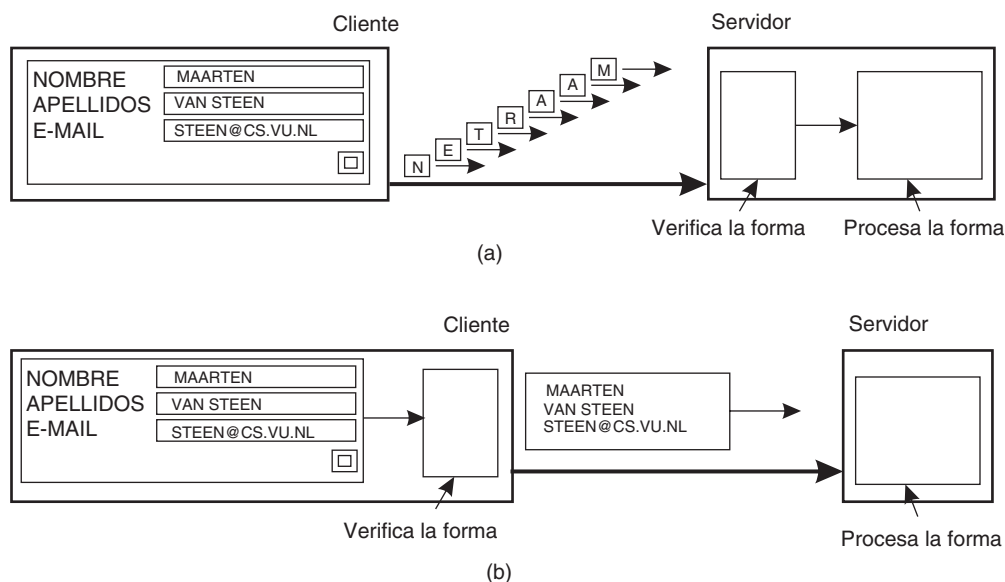 Cliente
Servidor
NOMBRE MAARTEN
APELLIDOS VAN STEEN
E-MAIL STEEN@CS.VU.NL
N E T R A A M
Verifica la forma
Procesa la forma
(a)
Cliente
Servidor
NOMBRE MAARTEN
APELLIDOS VAN STEEN
E-MAIL STEEN@CS.VU.NL
MAARTEN
VAN STEEN
STEEN@CS.VU.NL
Verifica la forma
Procesa la forma
(b)